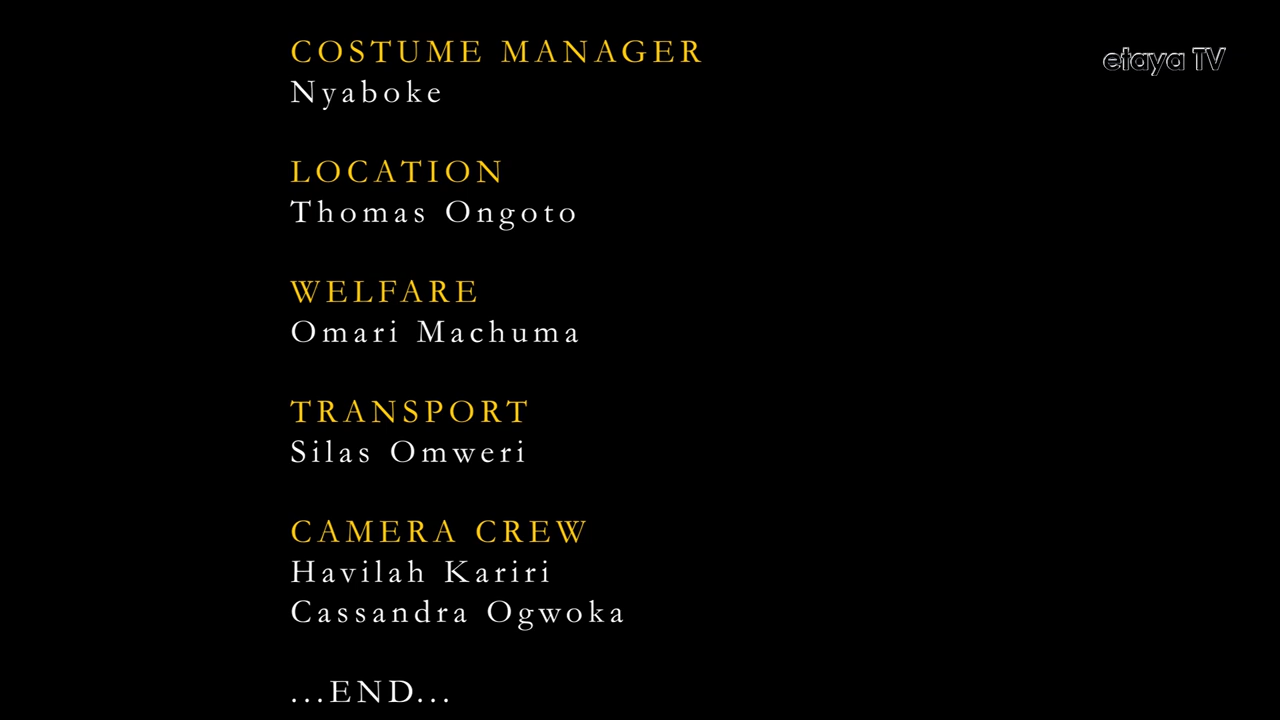 COSTUME MANAGER
etaya TV
Nyaboke
LOCATION
Thomas Ongoto
WELFARE
Omari Machuma
TRANSPORT
Silas Omweri
CAMERA CREW
Havilah Kariri
Cassandra Ogwoka
...END...